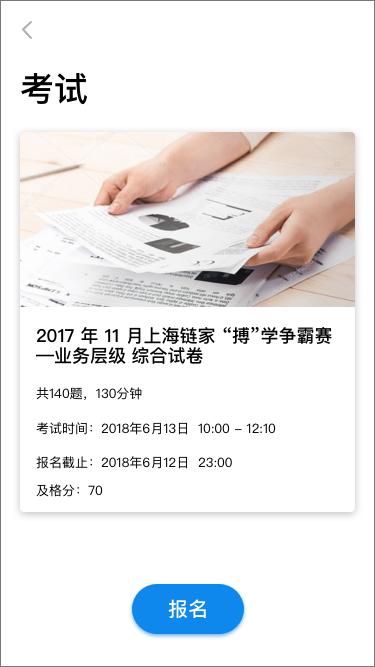 考试
2017 年 11 月上海链家 “搏”学争霸赛
—业务层级 综合试卷
共140题，130分钟
考试时间：2018年6月13日  10:00 – 12:10
报名截止：2018年6月12日  23:00
及格分：70
报名